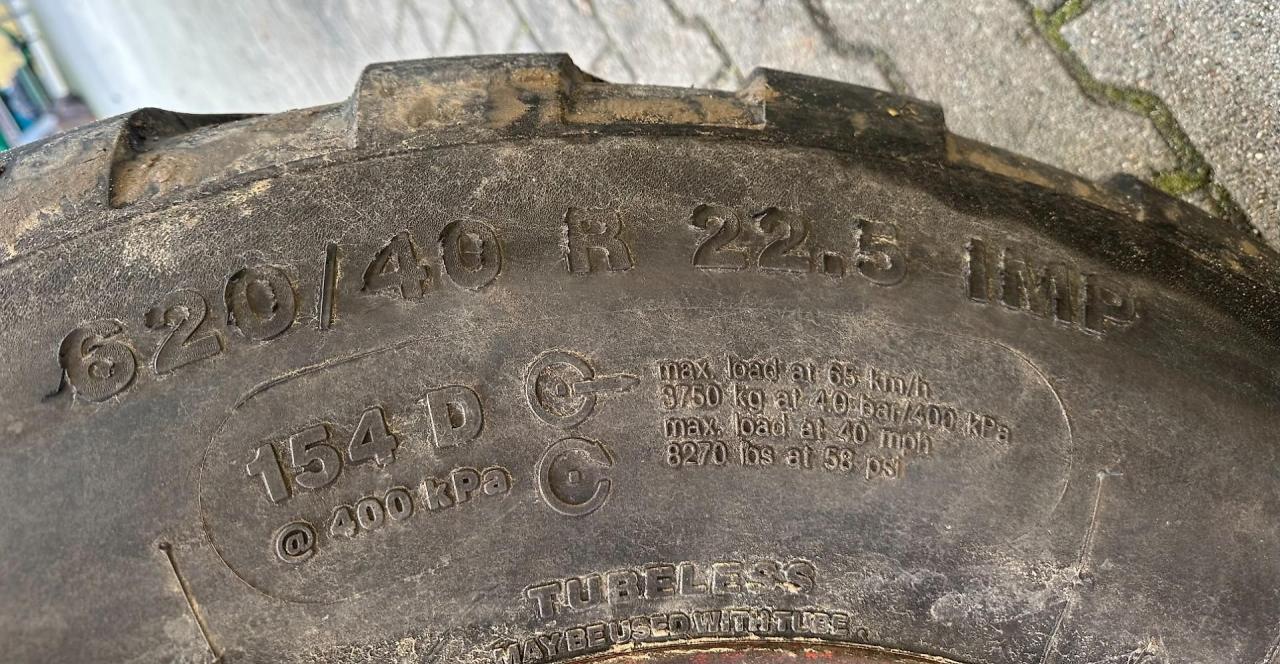 620/40 R 22.5 IMP
154 D
@ 400 kPa
max. load at 65 km/h
3750 kg at 4.0 bar/400 kPa
max. load at 40 mph
8270 lbs at 58 psi
TUBELESS
MAY BE USED WITH TUBE